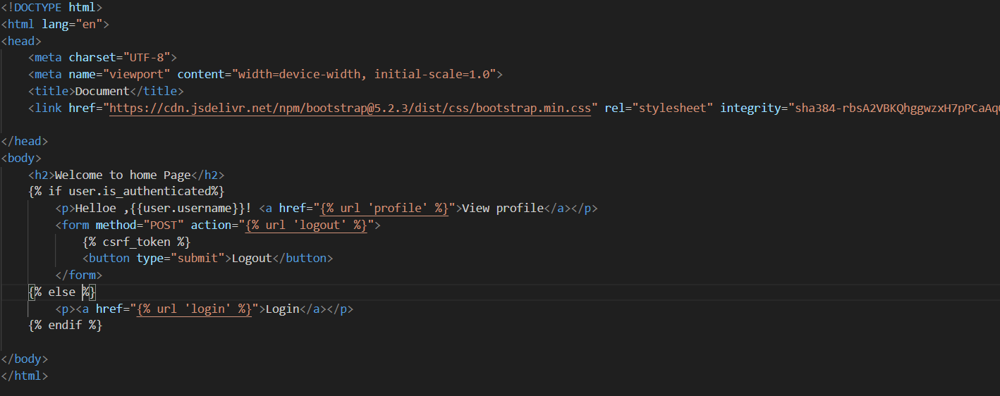 <!DOCTYPE html>
<html lang="en">
<head>
    <meta charset="UTF-8">
    <meta name="viewport" content="width=device-width, initial-scale=1.0">
    <title>Document</title>
    <link href="https://cdn.jsdelivr.net/npm/bootstrap@5.2.3/dist/css/bootstrap.min.css" rel="stylesheet" integrity="sha384-rbsA2VBKQhggwzxH7pPCaAq
</head>
<body>
    <h2>Welcome to home Page</h2>
    {% if user.is_authenticated%}
        <p>Helloe ,{{user.username}}! <a href="{% url 'profile' %}">View profile</a></p>
        <form method="POST" action="{% url 'logout' %}">
            {% csrf_token %}
            <button type="submit">Logout</button>
        </form>
    {% else %}
        <p><a href="{% url 'login' %}">Login</a></p>
    {% endif %}
</body>
</html>